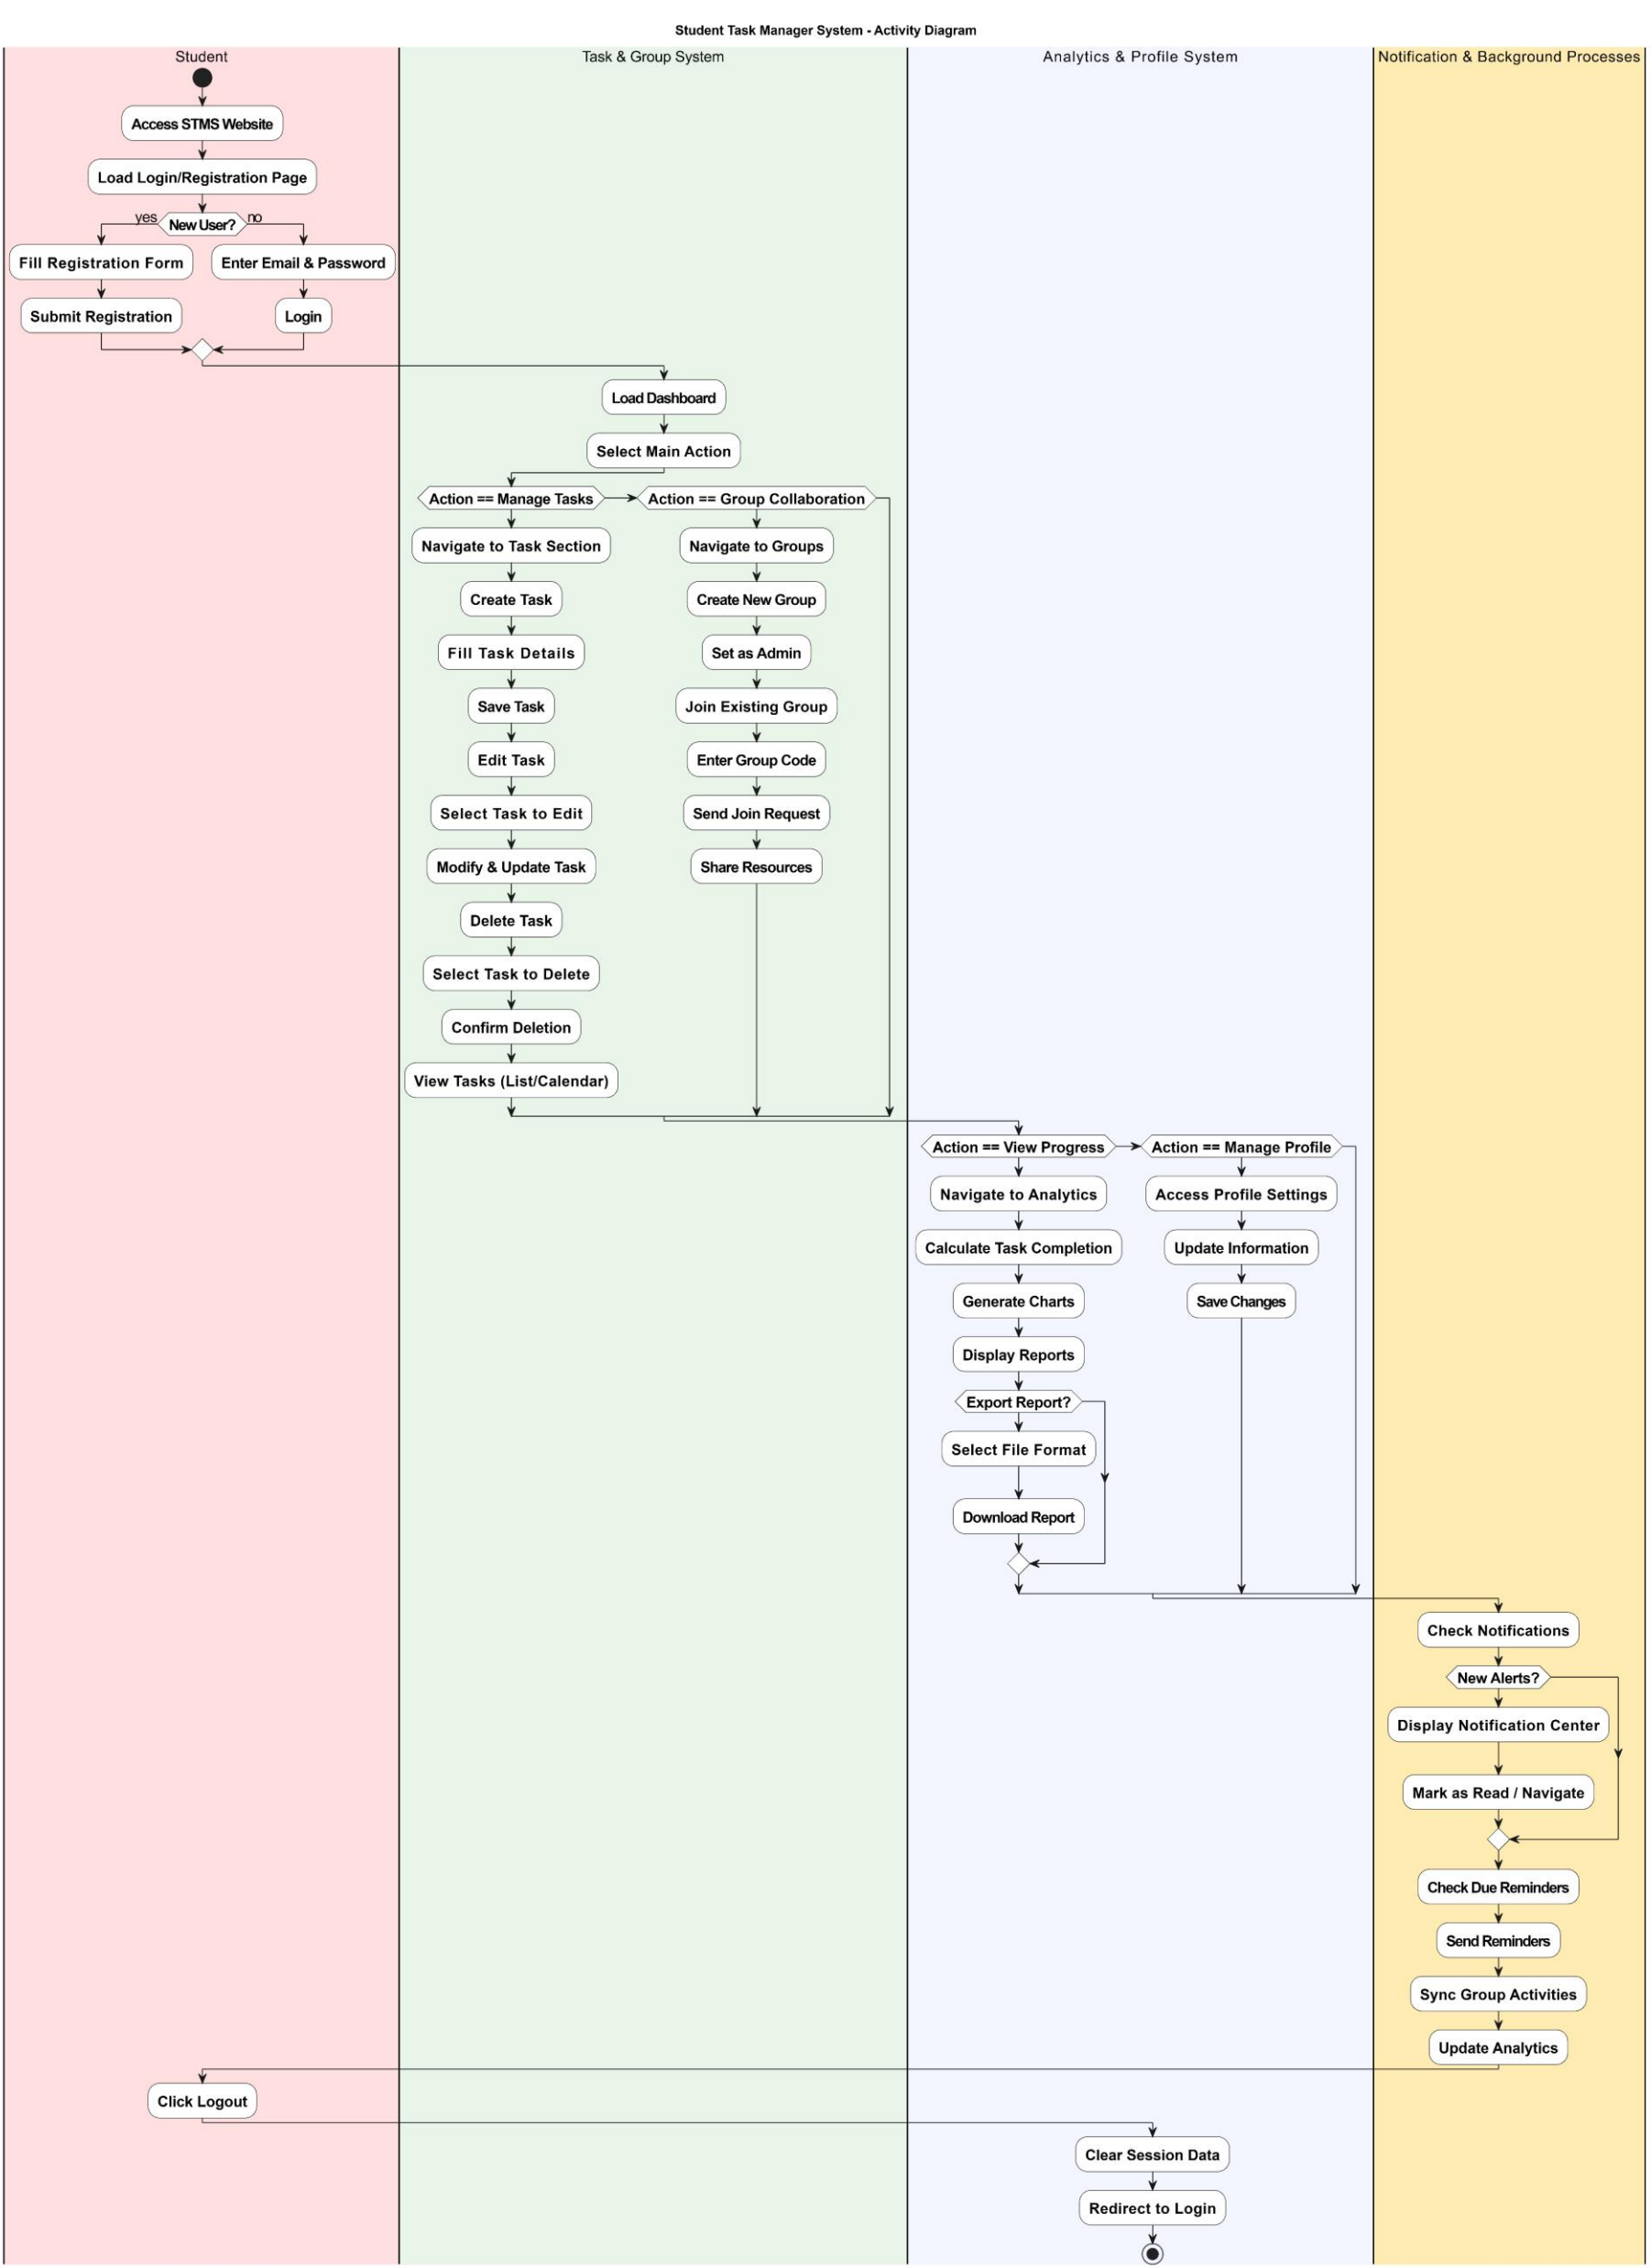 Student Task Manager System - Activity Diagram
Student
Task & Group System
Analytics & Profile System
Notification & Background Processes
Access STMS Website
Load Login/Registration Page
yes
New User?
no
Fill Registration Form
Enter Email & Password
Submit Registration
Login
Load Dashboard
Select Main Action
Action == Manage Tasks
Action == Group Collaboration
Navigate to Task Section
Navigate to Groups
Create Task
Create New Group
Fill Task Details
Set as Admin
Save Task
Join Existing Group
Edit Task
Enter Group Code
Select Task to Edit
Send Join Request
Modify & Update Task
Share Resources
Delete Task
Select Task to Delete
Confirm Deletion
View Tasks (List/Calendar)
Action == View Progress
Action == Manage Profile
Navigate to Analytics
Access Profile Settings
Calculate Task Completion
Update Information
Generate Charts
Save Changes
Display Reports
Export Report?
Select File Format
Download Report
Check Notifications
New Alerts?
Display Notification Center
Mark as Read / Navigate
Check Due Reminders
Send Reminders
Sync Group Activities
Update Analytics
Click Logout
Clear Session Data
Redirect to Login